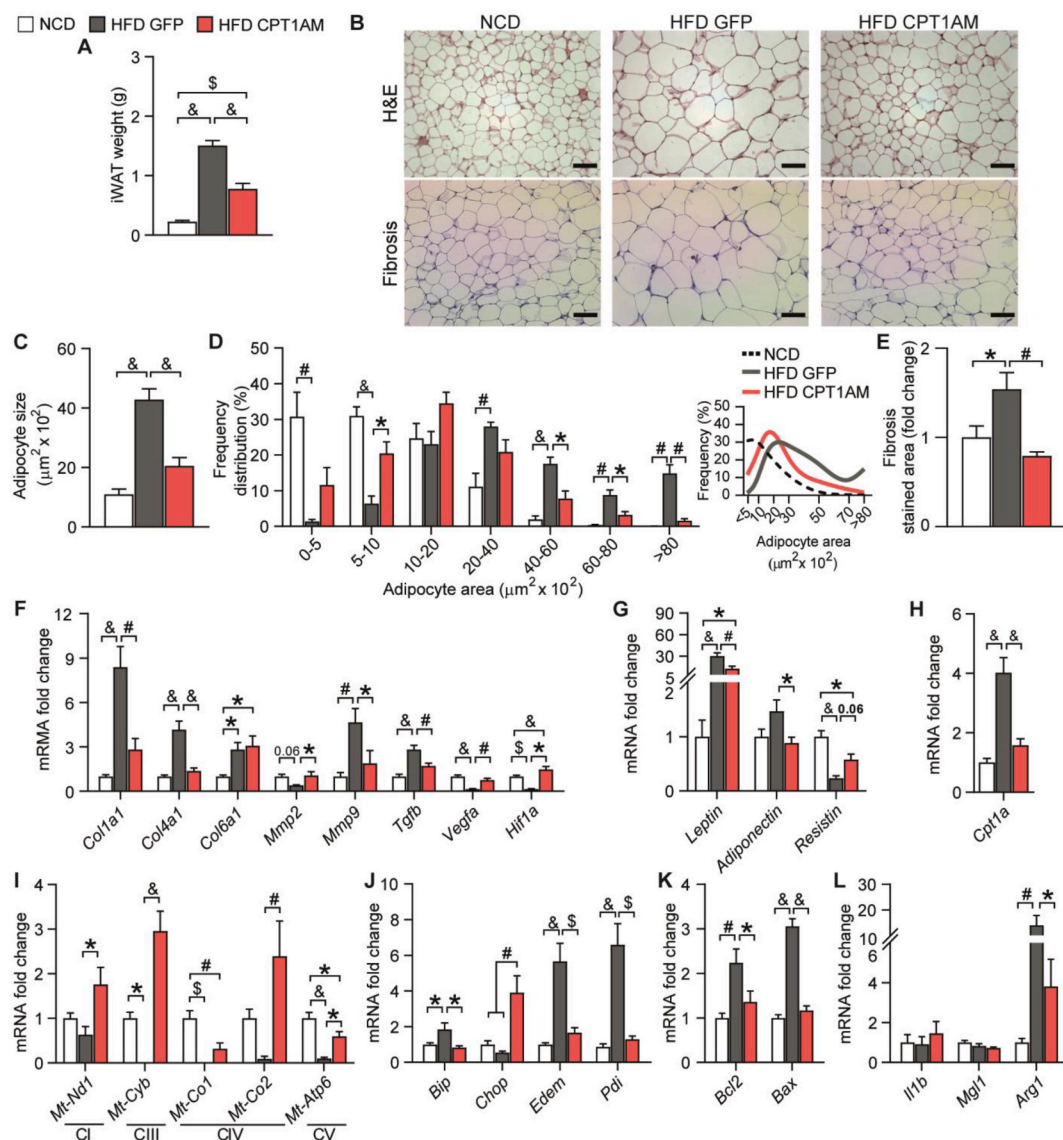 NCD HFD GFP HFD CPT1AM
A
iWAT weight (g)
3
2
1
0
& &
$
B
NCD HFD GFP HFD CPT1AM
H&E
Fibrosis
C
Adipocyte size
(μm² x 10²)
60
40
20
0
& &
D
Frequency
distribution (%)
50
40
30
20
10
0
# & * # & * # * # #
0-5 5-10 10-20 20-40 40-60 60-80 >80
Adipocyte area (μm² x 10²)
NCD
HFD GFP
HFD CPT1AM
Frequency (%)
50
40
30
20
10
0
<5 10 20 30 50 70 >80
Adipocyte area
(μm² x 10²)
E
Fibrosis
stained area (fold change)
2
1
0
* #
F
mRMA fold change
12
9
6
3
0
& # & & * * 0.06 * # * & # & # $ * &
Col1a1 Col4a1 Col6a1 Mmp2 Mmp9 Tgfb Vegfa Hif1a
G
mRNA fold change
90
60
30
5
2
1
0
* & # * * & 0.06
Leptin Adiponectin Resistin
H
mRNA fold change
6
4
2
0
& &
Cpt1a
I
mRNA fold change
4
3
2
1
0
* * & $ # # * & *
Mt-Nd1 Mt-Cyb Mt-Co1 Mt-Co2 Mt-Atp6
CI CIII CIV CV
J
mRNA fold change
10
8
6
4
2
0
* * # & $ & $
Bip Chop Edem Pdi
K
mRNA fold change
4
3
2
1
0
# * & &
Bcl2 Bax
L
mRNA fold change
30
20
10
4
3
2
1
0
# *
Il1b Mgl1 Arg1